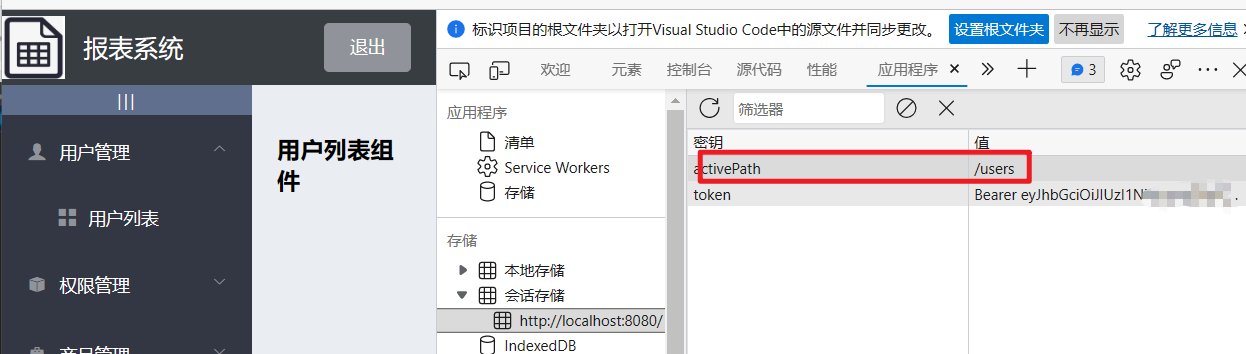 报表系统
退出
|||
用户管理
用户列表
权限管理
用户列表组
件
标识项目的根文件夹以打开Visual Studio Code中的源文件并同步更改。 设置根文件夹 不再显示 了解更多信息
欢迎 元素 控制台 源代码 性能 应用程序 3
应用程序
清单
Service Workers
存储
存储
本地存储
会话存储
http://localhost:8080/
IndexedDB
筛选器
密钥 值
activePath /users
token Bearer